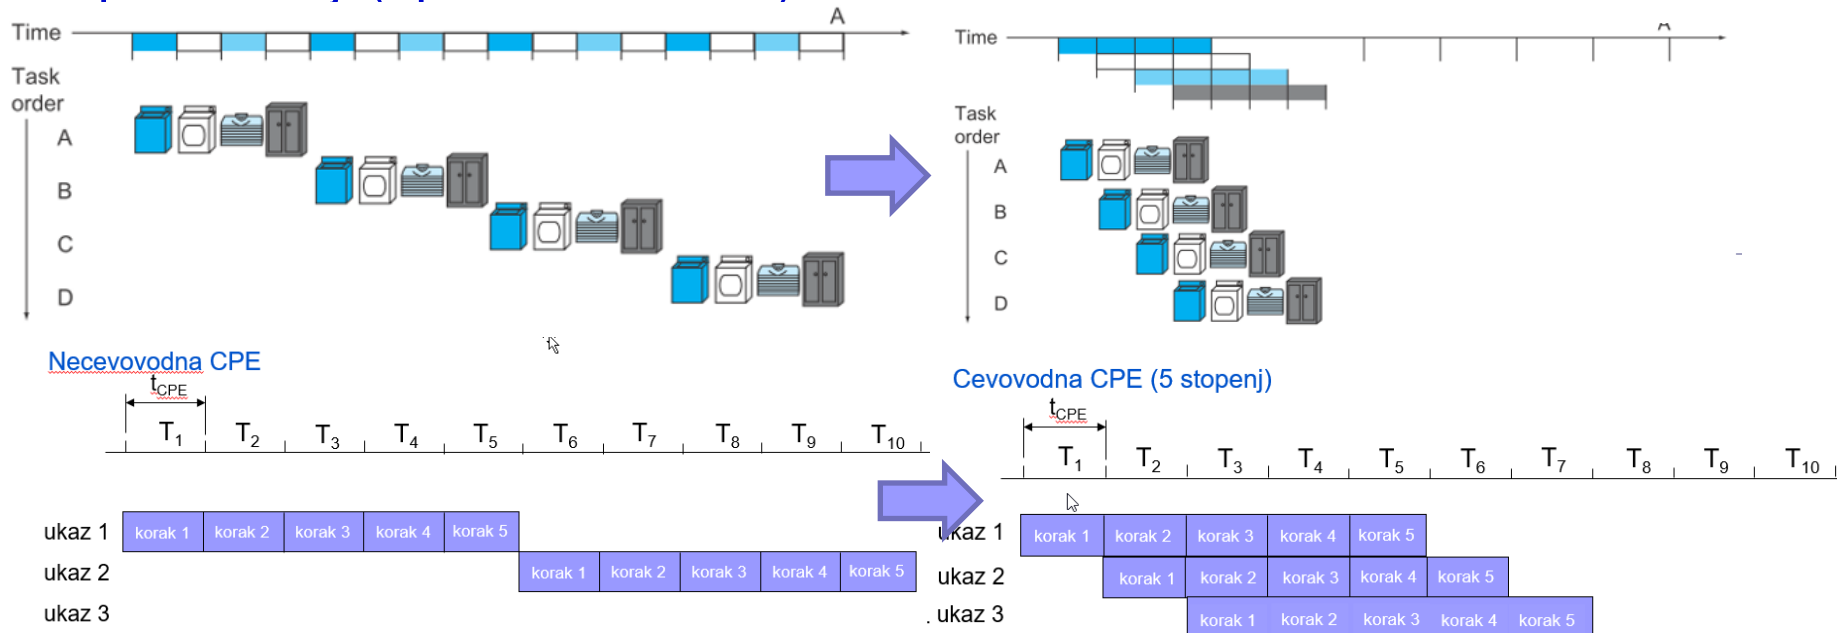 A
Time
Task
order
A
B
C
D
A
Time
Task
order
A
B
C
D
Necevovodna CPE
tCPE
T1 T2 T3 T4 T5 T6 T7 T8 T9 T10
ukaz 1 korak 1 korak 2 korak 3 korak 4 korak 5
ukaz 2 korak 1 korak 2 korak 3 korak 4 korak 5
ukaz 3
Cevovodna CPE (5 stopenj)
tCPE
T1 T2 T3 T4 T5 T6 T7 T8 T9 T10
ukaz 1 korak 1 korak 2 korak 3 korak 4 korak 5
ukaz 2 korak 1 korak 2 korak 3 korak 4 korak 5
ukaz 3 korak 1 korak 2 korak 3 korak 4 korak 5